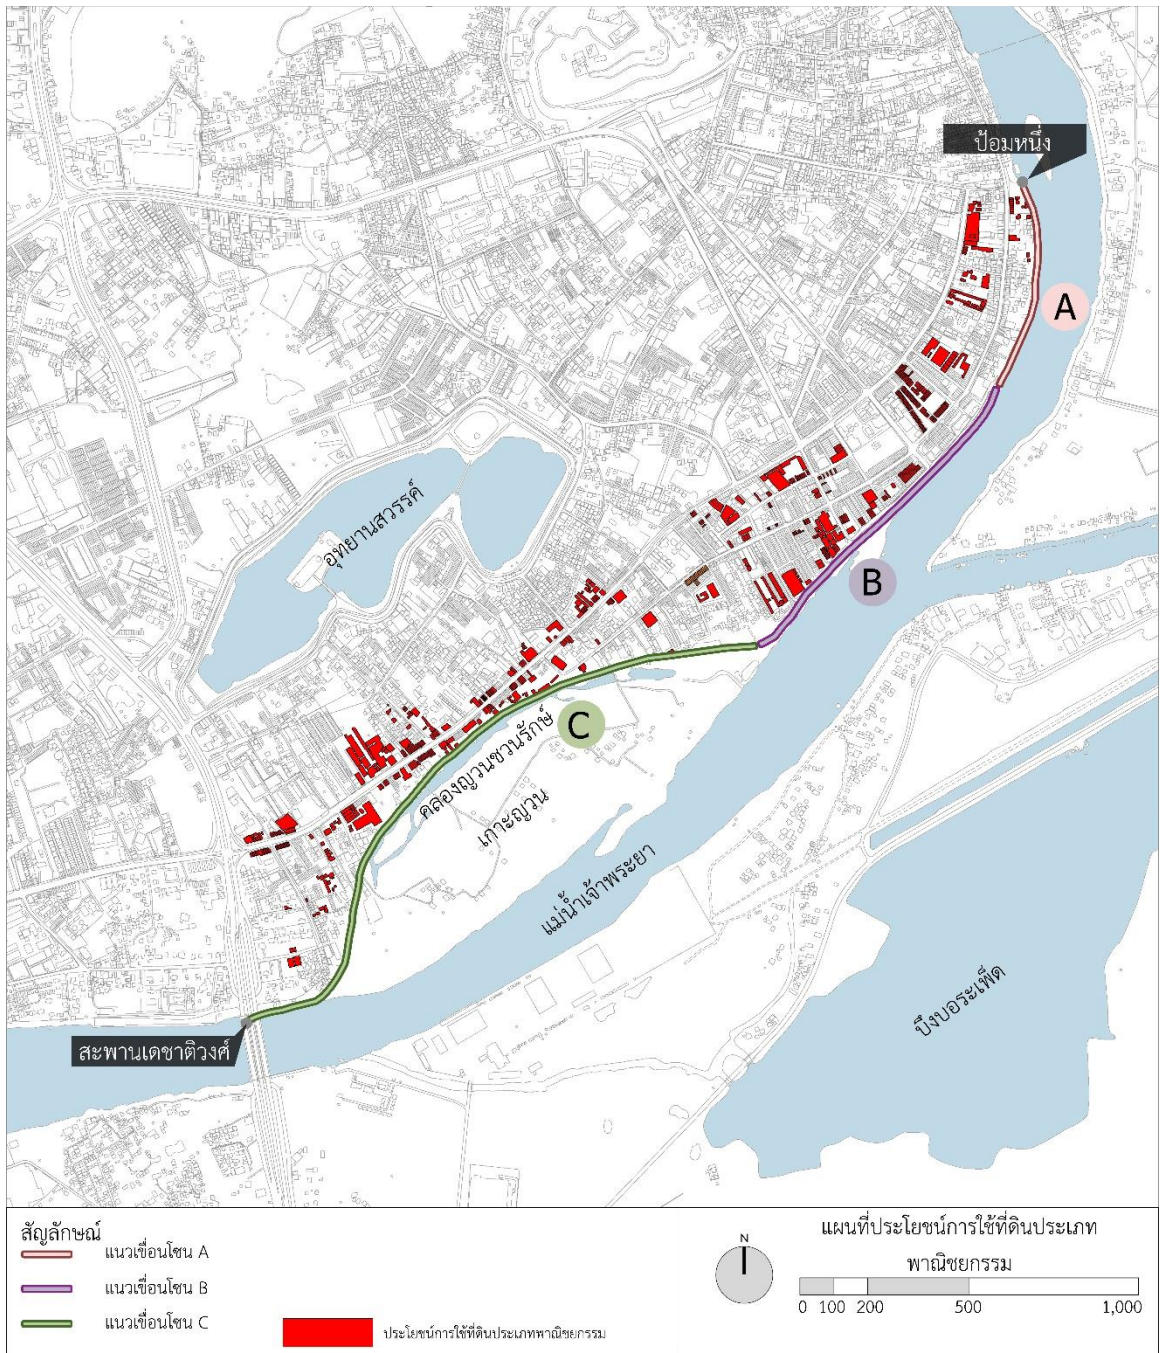 ป้อมหนึ่ง
A
อุทยานสวรรค์
B
C
คลองญวนชวนรักษ์
เกาะญวน
แม่น้ำเจ้าพระยา
บึงบอระเพ็ด
สะพานเดชาติวงศ์
สัญลักษณ์
แนวเขื่อนโซน A
แนวเขื่อนโซน B
แนวเขื่อนโซน C
ประโยชน์การใช้ที่ดินประเภทพาณิชยกรรม
N
แผนที่ประโยชน์การใช้ที่ดินประเภท
พาณิชยกรรม
0 100 200 500 1,000